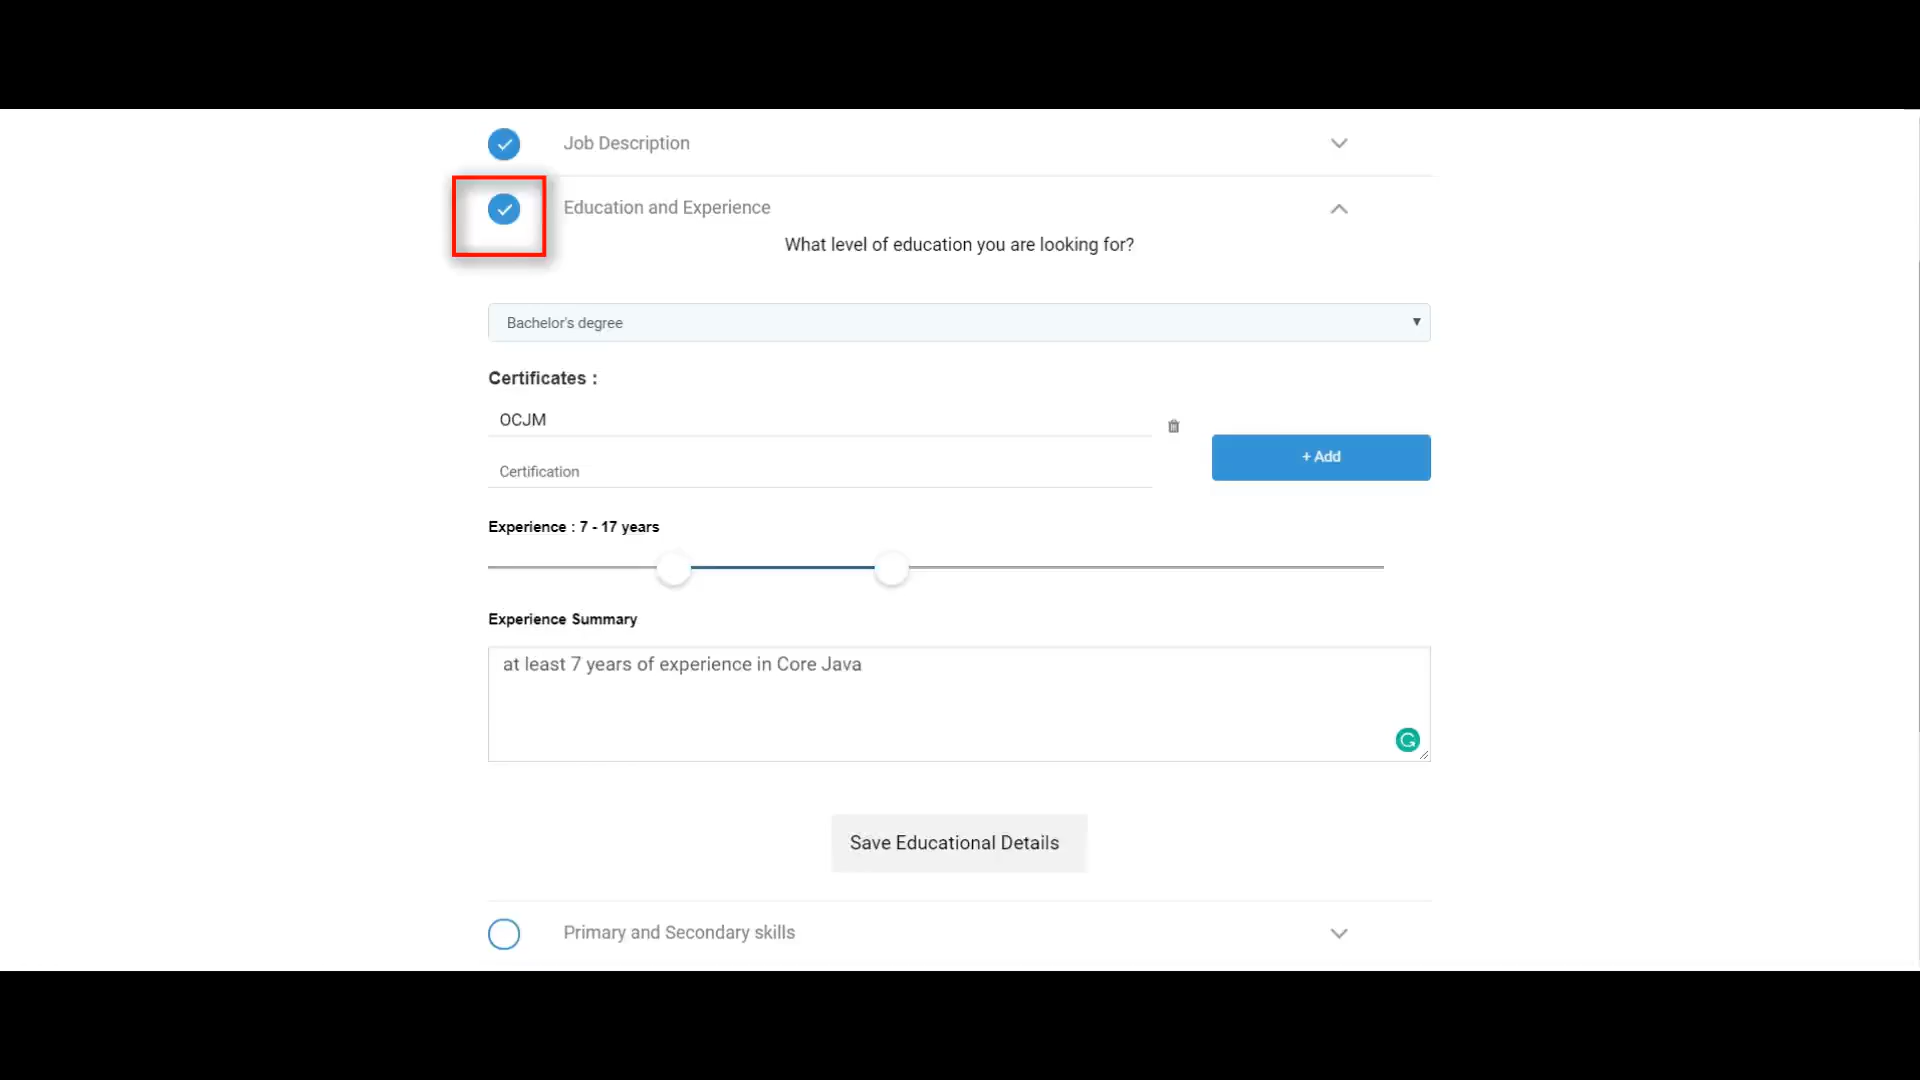 Job Description
Education and Experience
What level of education you are looking for?
Bachelor's degree
Certificates :
OCJM
Certification
+ Add
Experience : 7 - 17 years
Experience Summary
at least 7 years of experience in Core Java
Save Educational Details
Primary and Secondary skills